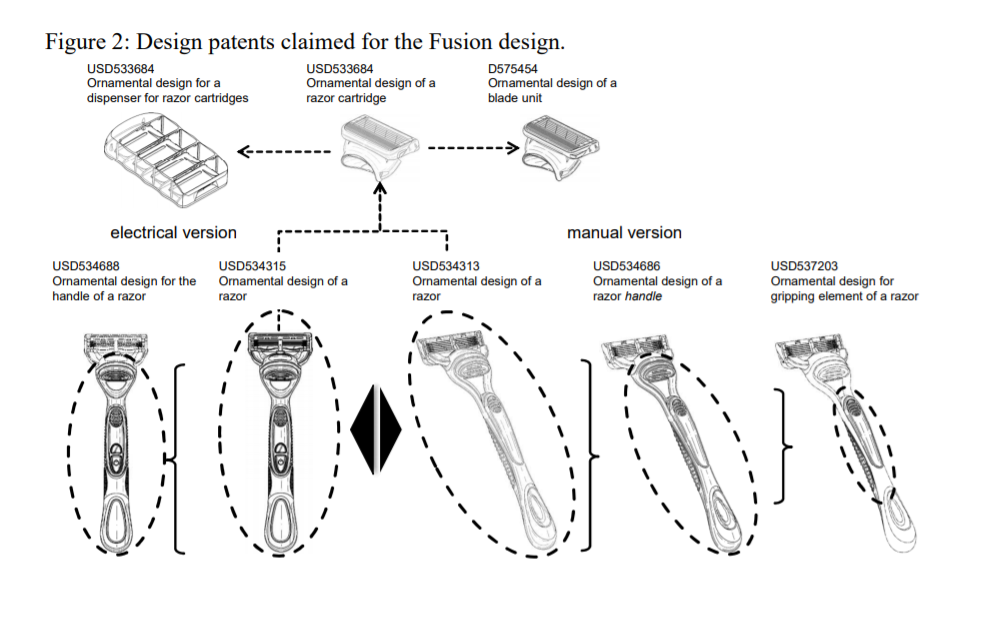 Figure 2: Design patents claimed for the Fusion design.
USD533684
Ornamental design for a
dispenser for razor cartridges
USD533684
Ornamental design of a
razor cartridge
D575454
Ornamental design of a
blade unit
electrical version
manual version
USD534688
Ornamental design for the
handle of a razor
USD534315
Ornamental design of a
razor
USD534313
Ornamental design of a
razor
USD534686
Ornamental design of a
razor handle
USD537203
Ornamental design for
gripping element of a razor